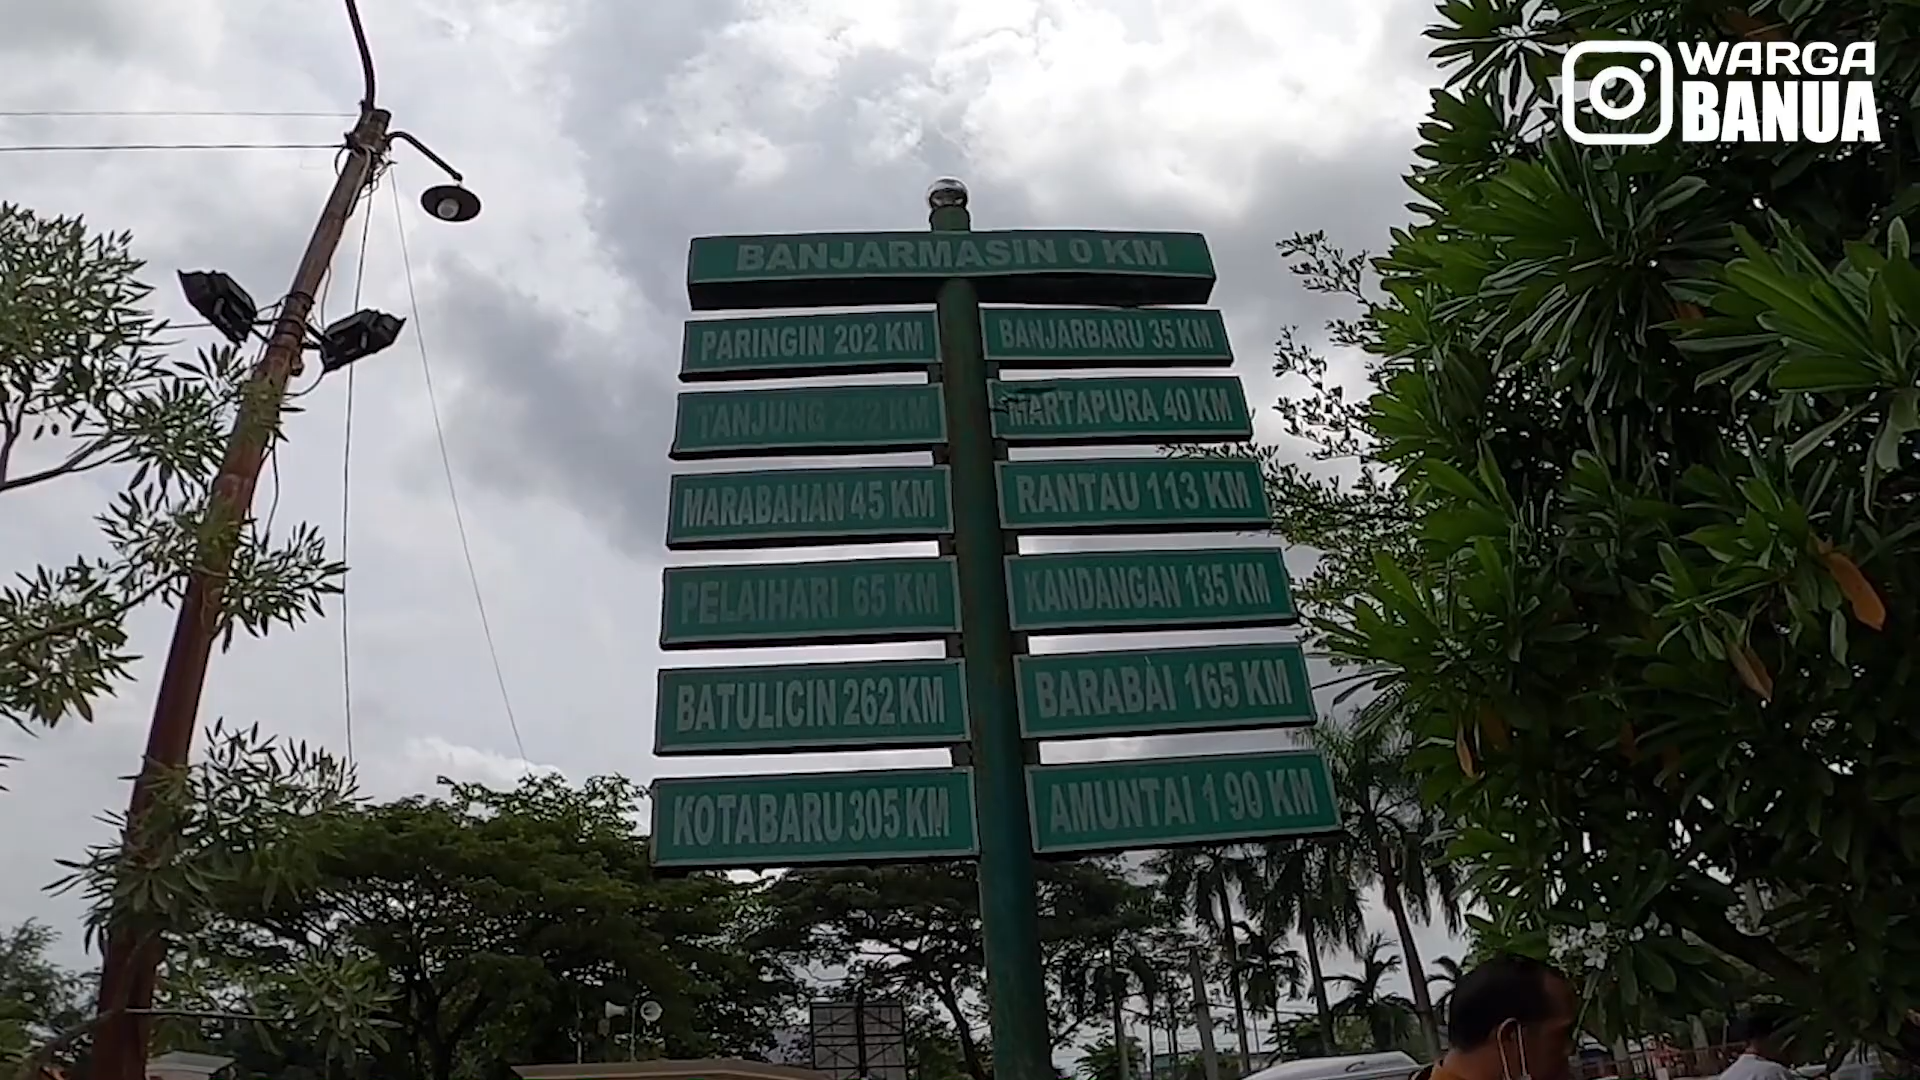 WARGA
BANUA
BANJARMASIN 0 KM
PARINGIN 202 KM
BANJARBARU 35 KM
TANJUNG 232 KM
MARTAPURA 40 KM
MARABAHAN 45 KM
RANTAU 113 KM
PELAIHARI 65 KM
KANDANGAN 135 KM
BATULICIN 262 KM
BARABAI 165 KM
KOTABARU 305 KM
AMUNTAI 190 KM